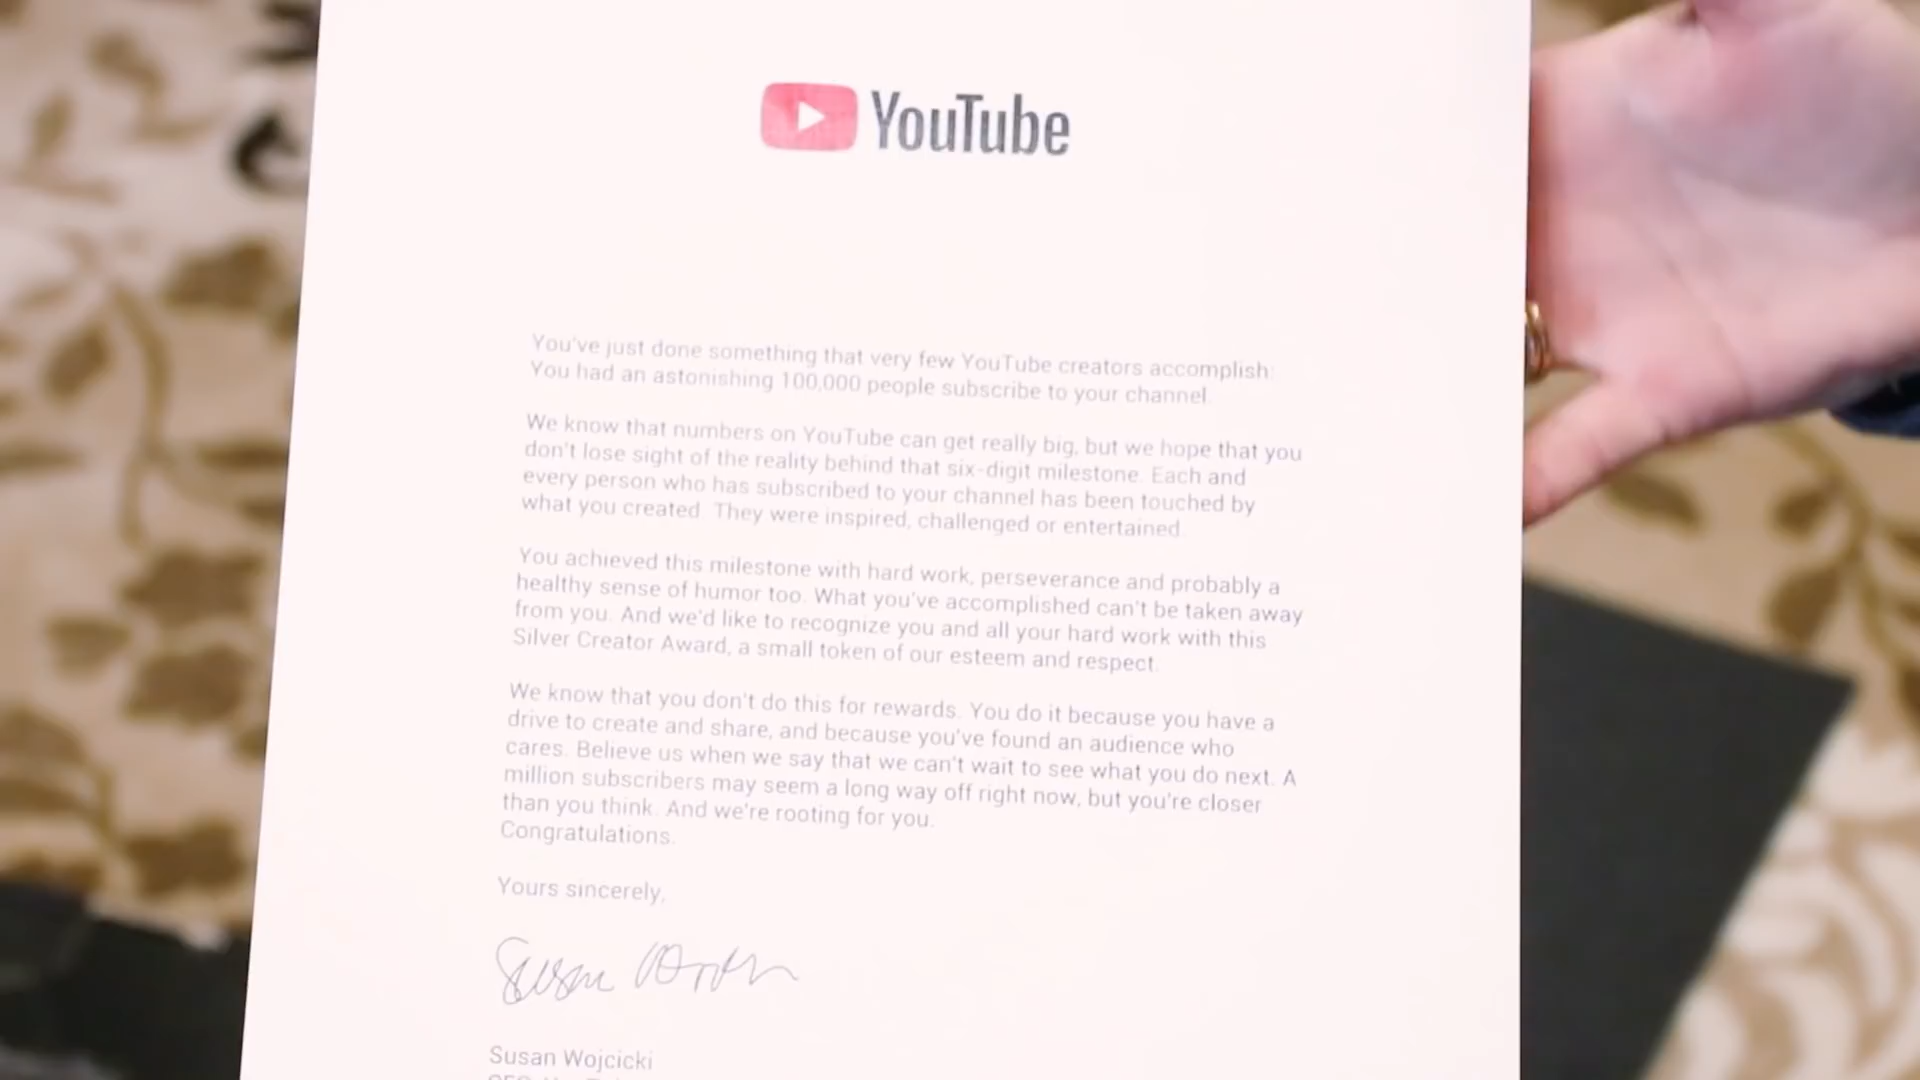 YouTube
You've just done something that very few YouTube creators accomplish:
You had an astonishing 100,000 people subscribe to your channel.
We know that numbers on YouTube can get really big, but we hope that you
don't lose sight of the reality behind that six-digit milestone. Each and
every person who has subscribed to your channel has been touched by
what you created. They were inspired, challenged or entertained.
You achieved this milestone with hard work, perseverance and probably a
healthy sense of humor too. What you've accomplished can't be taken away
from you. And we'd like to recognize you and all your hard work with this
Silver Creator Award, a small token of our esteem and respect.
We know that you don't do this for rewards. You do it because you have a
drive to create and share, and because you've found an audience who
cares. Believe us when we say that we can't wait to see what you do next. A
million subscribers may seem a long way off right now, but you're closer
than you think. And we're rooting for you.
Congratulations.
Yours sincerely,
Susan Wojcicki